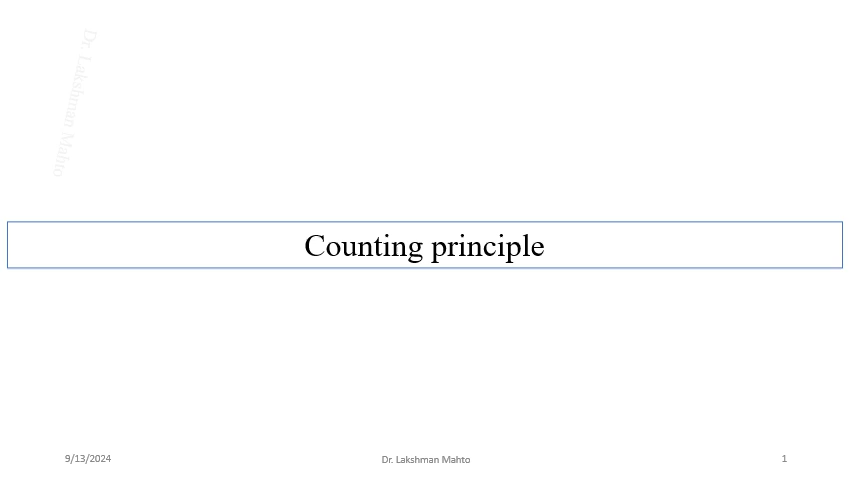 Dr. Lakshman Mahto
Counting principle
9/13/2024
Dr. Lakshman Mahto
1